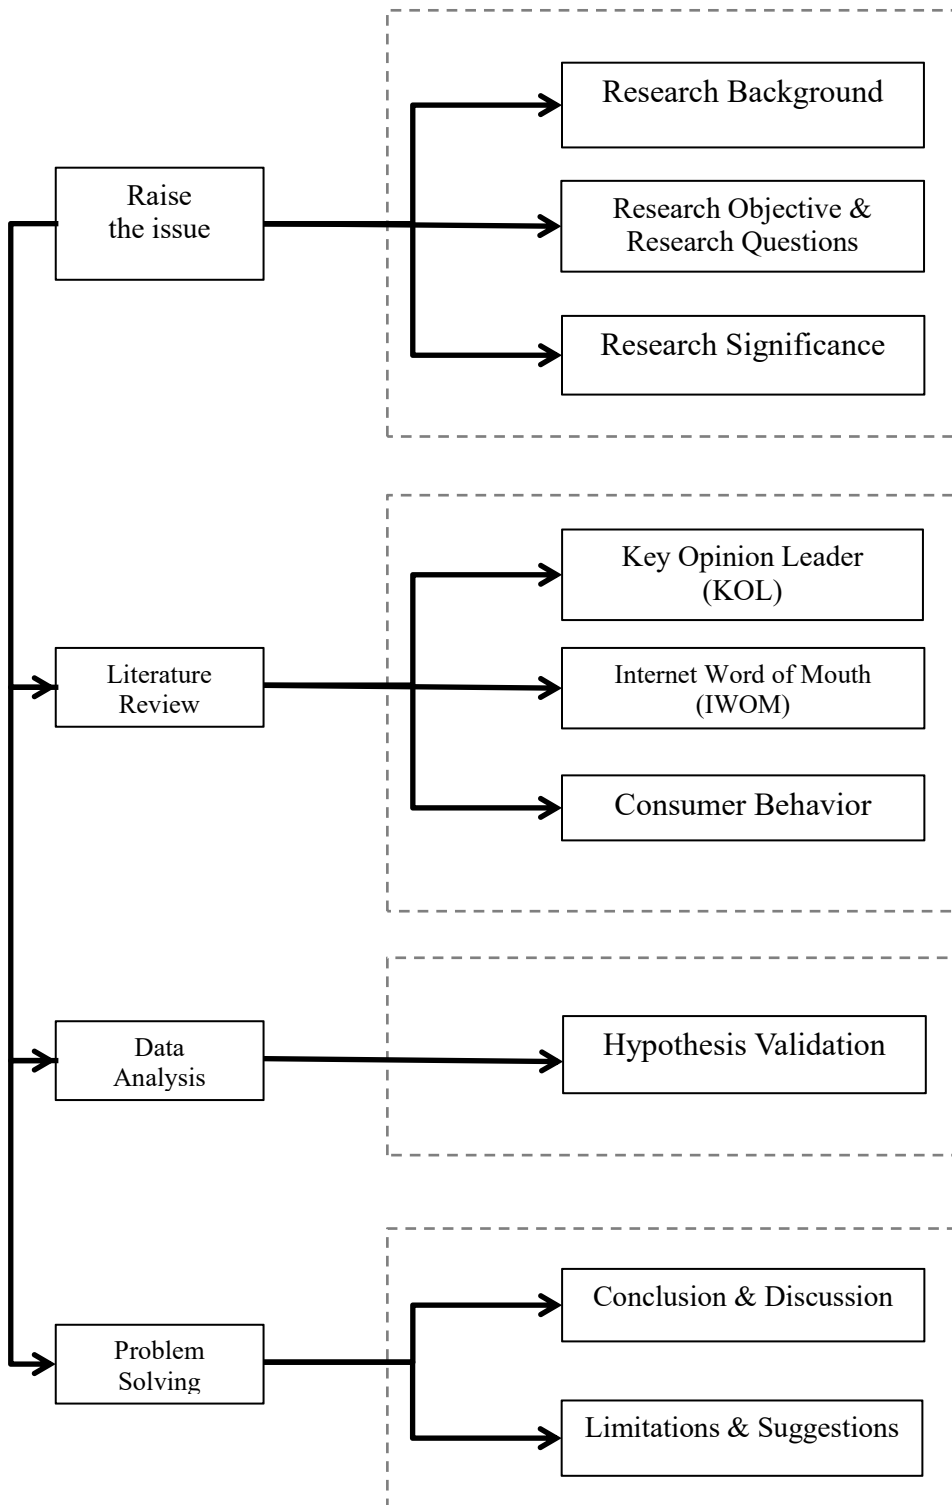 Raise
the issue
Research Background
Research Objective &
Research Questions
Research Significance
Literature
Review
Key Opinion Leader
(KOL)
Internet Word of Mouth
(IWOM)
Consumer Behavior
Data
Analysis
Hypothesis Validation
Problem
Solving
Conclusion & Discussion
Limitations & Suggestions